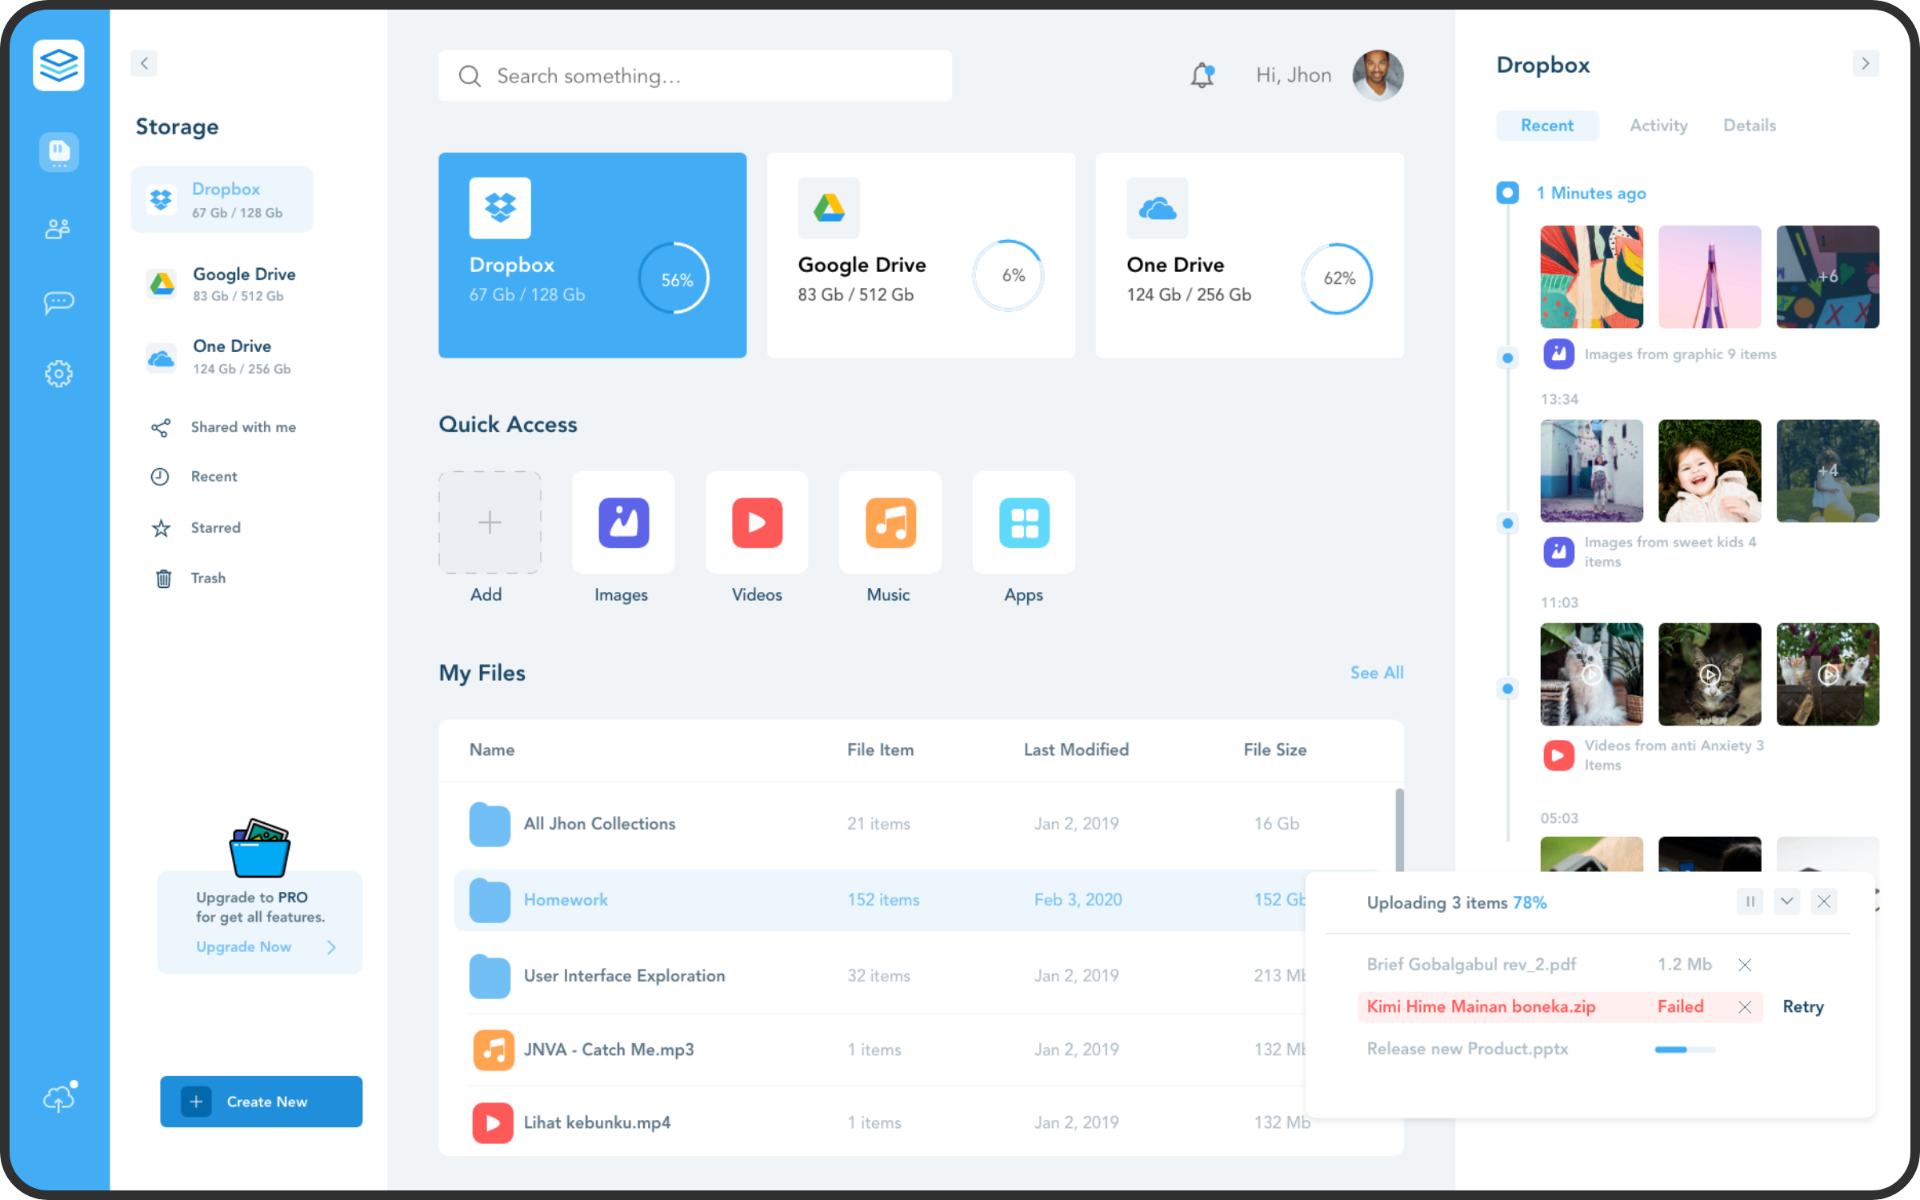 Storage
Dropbox
67 Gb / 128 Gb
Google Drive
83 Gb / 512 Gb
One Drive
124 Gb / 256 Gb
Shared with me
Recent
Starred
Trash
Upgrade to PRO
for get all features.
Upgrade Now
Create New
Search something...
Hi, Jhon
Dropbox
67 Gb / 128 Gb
56%
Google Drive
83 Gb / 512 Gb
6%
One Drive
124 Gb / 256 Gb
62%
Quick Access
Add
Images
Videos
Music
Apps
My Files
See All
Name File Item Last Modified File Size
All Jhon Collections 21 items Jan 2, 2019 16 Gb
Homework 152 items Feb 3, 2020 152 Gb
User Interface Exploration 32 items Jan 2, 2019 213 Mb
JNVA - Catch Me.mp3 1 items Jan 2, 2019 132 Mb
Lihat kebunku.mp4 1 items Jan 2, 2019 132 Mb
Dropbox
Recent Activity Details
1 Minutes ago
+6
Images from graphic 9 items
13:34
+4
Images from sweet kids 4
items
11:03
Videos from anti Anxiety 3
Items
05:03
Uploading 3 items 78%
Brief Gobalgabul rev_2.pdf 1.2 Mb
Kimi Hime Mainan boneka.zip Failed Retry
Release new Product.pptx